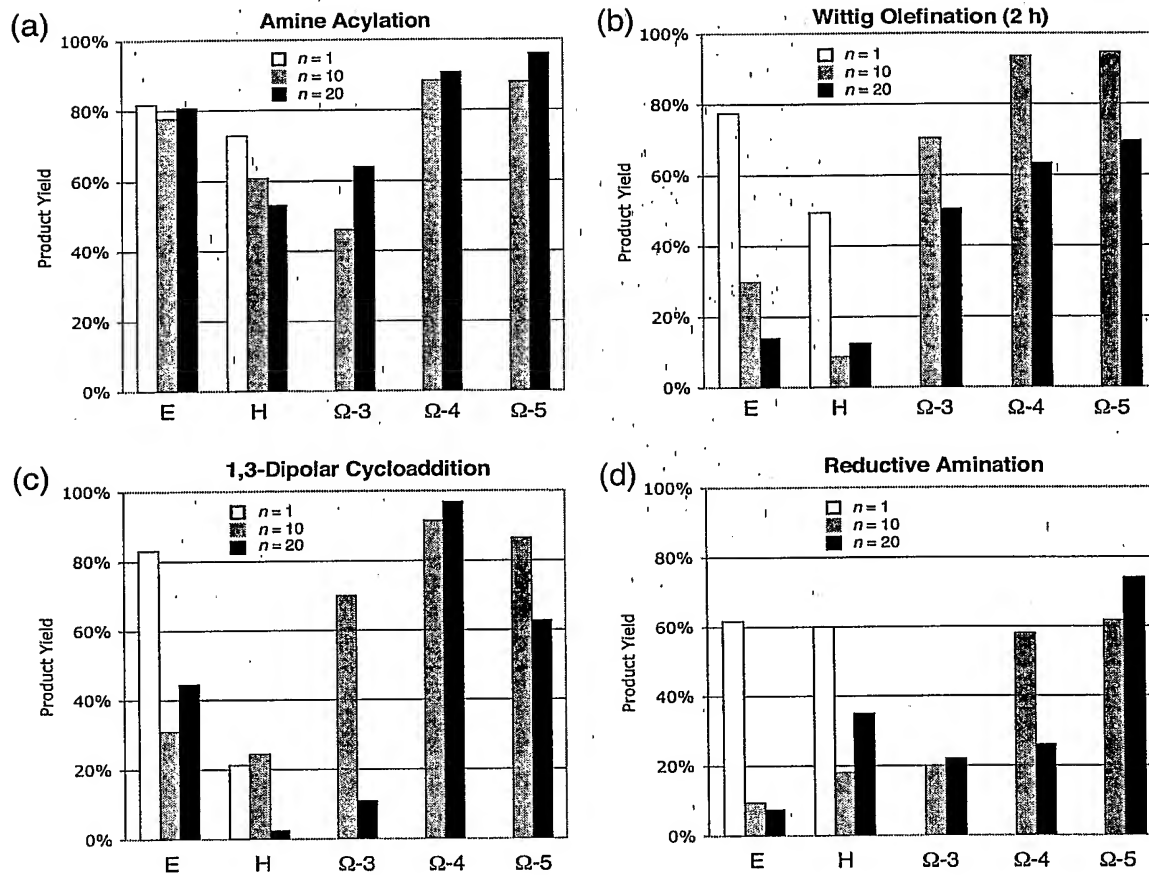 (a)
Amine Acylation
100%
80%
60%
40%
20%
0%
Product Yield
n = 1
n = 10
n = 20
E H Ω-3 Ω-4 Ω-5
(b)
Wittig Olefination (2 h)
100%
80%
60%
40%
20%
0%
Product Yield
n = 1
n = 10
n = 20
E H Ω-3 Ω-4 Ω-5
(c)
1,3-Dipolar Cycloaddition
100%
80%
60%
40%
20%
0%
Product Yield
n = 1
n = 10
n = 20
E H Ω-3 Ω-4 Ω-5
(d)
Reductive Amination
100%
80%
60%
40%
20%
0%
Product Yield
n = 1
n = 10
n = 20
E H Ω-3 Ω-4 Ω-5